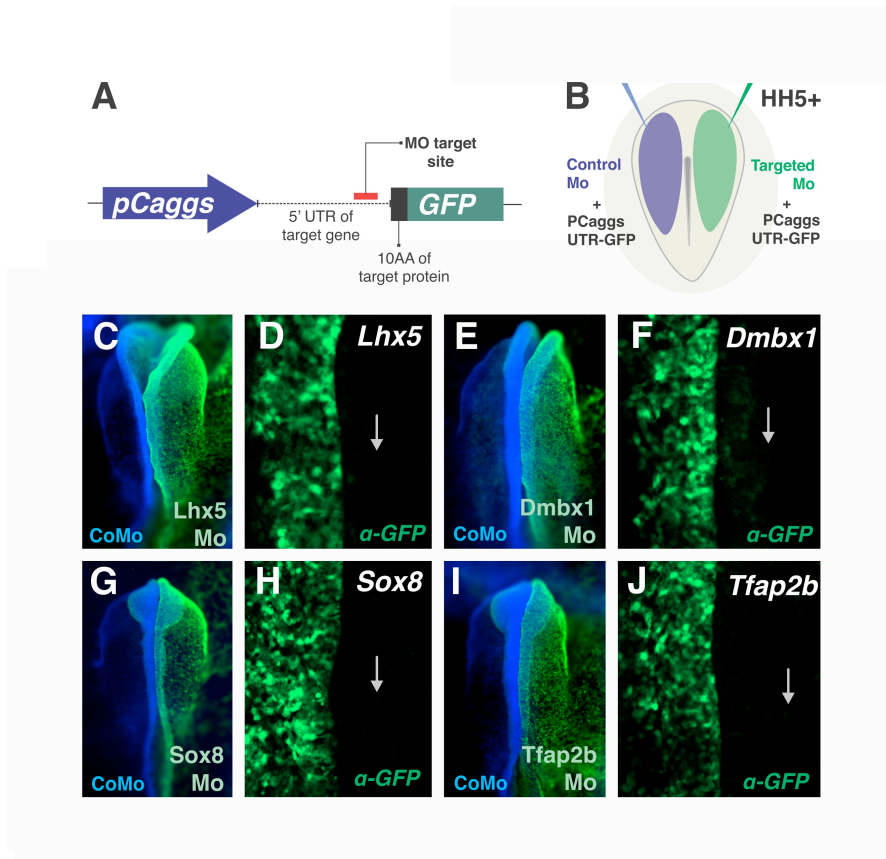 A
MO target
site
pCaggs
GFP
5’ UTR of
target gene
10AA of
target protein
B
HH5+
Control
Mo
+
PCaggs
UTR-GFP
Targeted
Mo
+
PCaggs
UTR-GFP
C
CoMo
Lhx5
Mo
D
Lhx5
α-GFP
E
CoMo
Dmbx1
Mo
F
Dmbx1
α-GFP
G
CoMo
Sox8
Mo
H
Sox8
α-GFP
I
CoMo
Tfap2b
Mo
J
Tfap2b
α-GFP